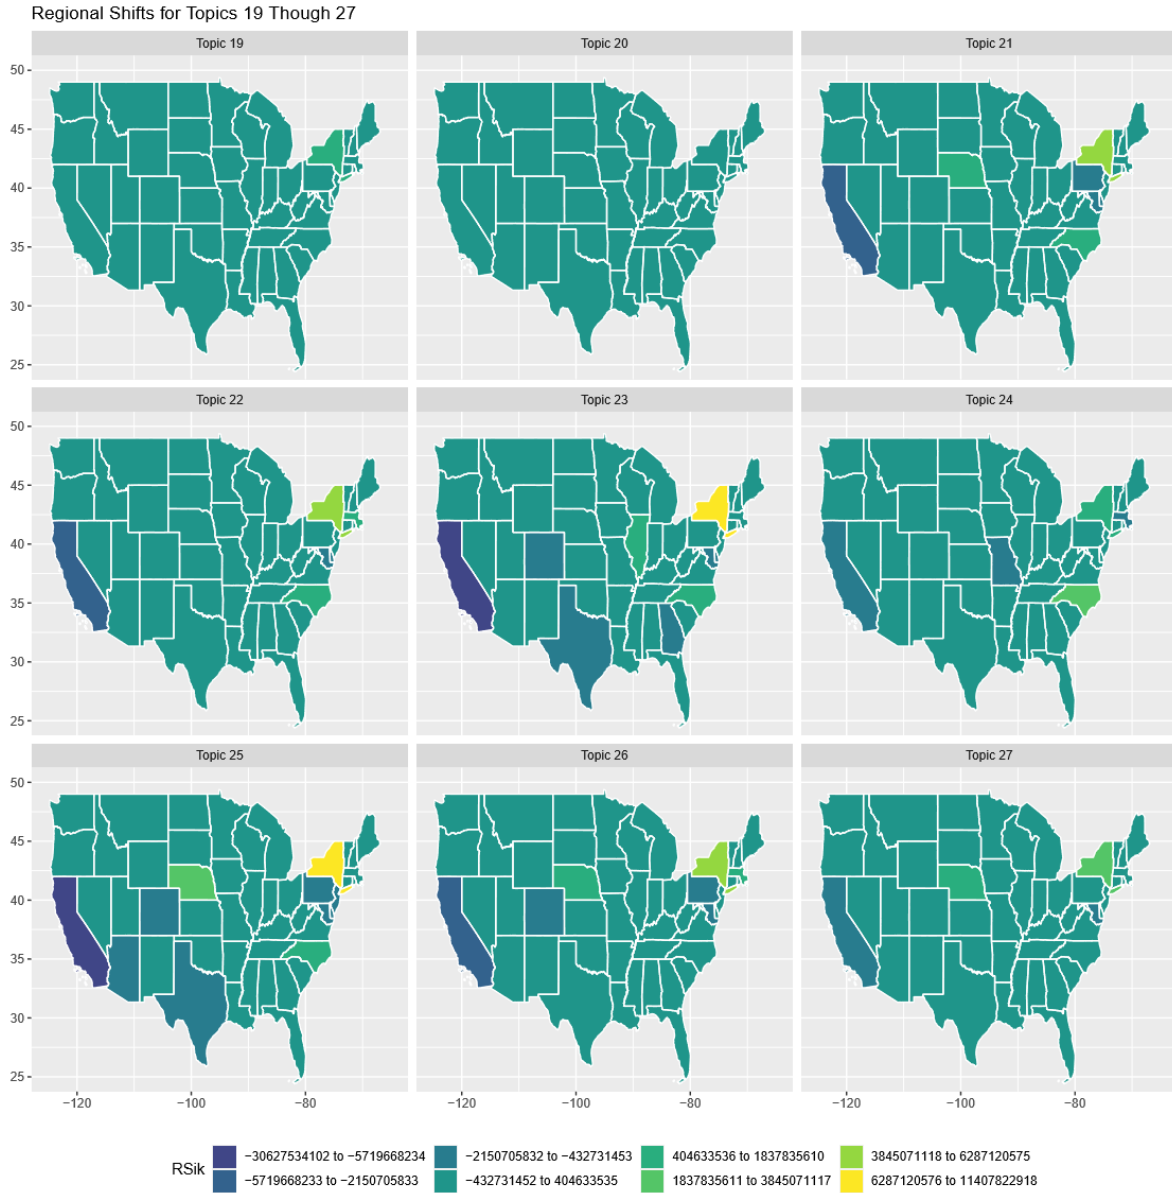 Regional Shifts for Topics 19 Though 27
Topic 19
Topic 20
Topic 21
50
45
40
35
30
25
Topic 22
Topic 23
Topic 24
50
45
40
35
30
25
Topic 25
Topic 26
Topic 27
50
45
40
35
30
25
−120 −100 −80
−120 −100 −80
−120 −100 −80
RSik
−30627534102 to −5719668234
−5719668233 to −2150705833
−2150705832 to −432731453
−432731452 to 404633535
404633536 to 1837835610
1837835611 to 3845071117
3845071118 to 6287120575
6287120576 to 11407822918